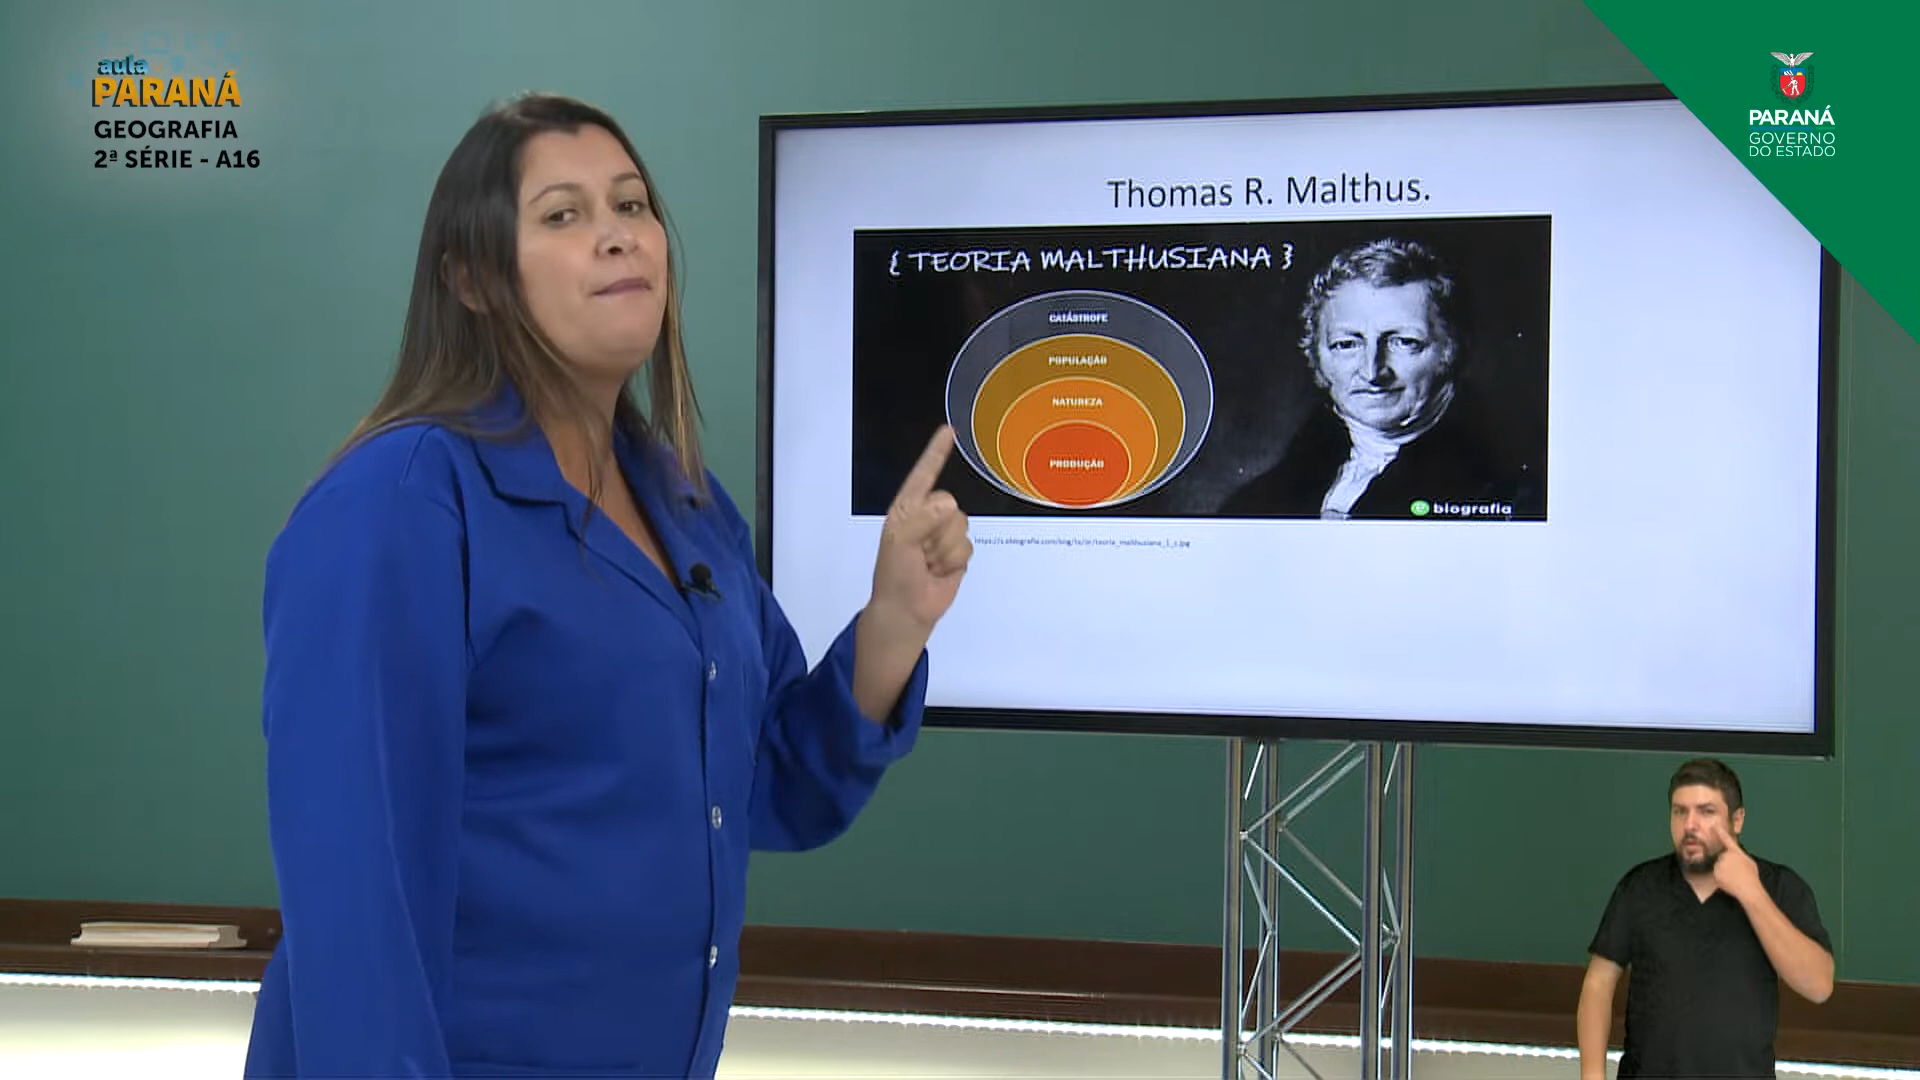 aula
PARANÁ
GEOGRAFIA
2ª SÉRIE - A16
PARANÁ
GOVERNO
DO ESTADO
Thomas R. Malthus.
{ TEORIA MALTHUSIANA }
CATÁSTROFE
POPULAÇÃO
NATUREZA
PRODUÇÃO
e biografia